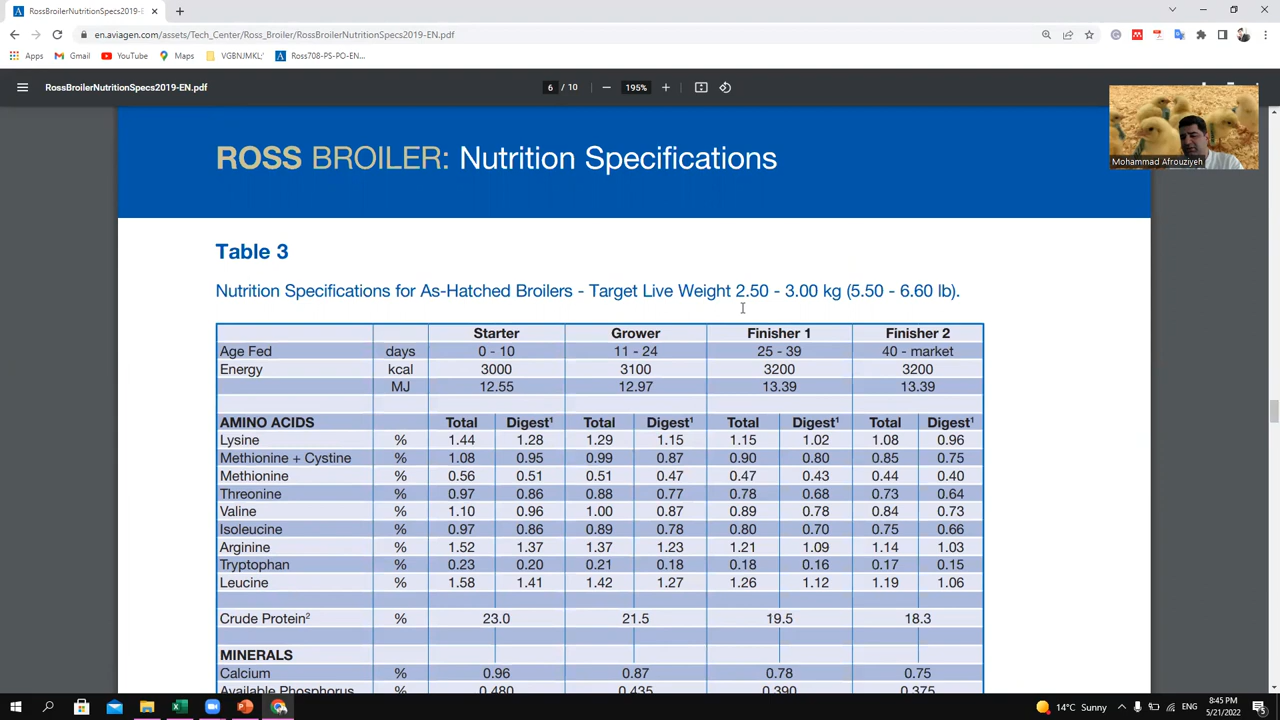 RossBroilerNutritionSpecs2019-E
en.aviagen.com/assets/Tech_Center/Ross_Broiler/RossBroilerNutritionSpecs2019-EN.pdf
Apps Gmail YouTube Maps VGBNJMKL;' Ross708-PS-PO-EN...
RossBroilerNutritionSpecs2019-EN.pdf 6 / 10 195%
Mohammad Afrouziyeh
ROSS BROILER: Nutrition Specifications
Table 3
Nutrition Specifications for As-Hatched Broilers - Target Live Weight 2.50 - 3.00 kg (5.50 - 6.60 lb).
Starter Grower Finisher 1 Finisher 2
Age Fed days 0 - 10 11 - 24 25 - 39 40 - market
Energy kcal 3000 3100 3200 3200
MJ 12.55 12.97 13.39 13.39
AMINO ACIDS Total Digest¹ Total Digest¹ Total Digest¹ Total Digest¹
Lysine % 1.44 1.28 1.29 1.15 1.15 1.02 1.08 0.96
Methionine + Cystine % 1.08 0.95 0.99 0.87 0.90 0.80 0.85 0.75
Methionine % 0.56 0.51 0.51 0.47 0.47 0.43 0.44 0.40
Threonine % 0.97 0.86 0.88 0.77 0.78 0.68 0.73 0.64
Valine % 1.10 0.96 1.00 0.87 0.89 0.78 0.84 0.73
Isoleucine % 0.97 0.86 0.89 0.78 0.80 0.70 0.75 0.66
Arginine % 1.52 1.37 1.37 1.23 1.21 1.09 1.14 1.03
Tryptophan % 0.23 0.20 0.21 0.18 0.18 0.16 0.17 0.15
Leucine % 1.58 1.41 1.42 1.27 1.26 1.12 1.19 1.06
Crude Protein² % 23.0 21.5 19.5 18.3
MINERALS
Calcium % 0.96 0.87 0.78 0.75
Available Phosphorus % 0.480 0.435 0.390 0.375
14°C Sunny ENG 8:45 PM
5/21/2022